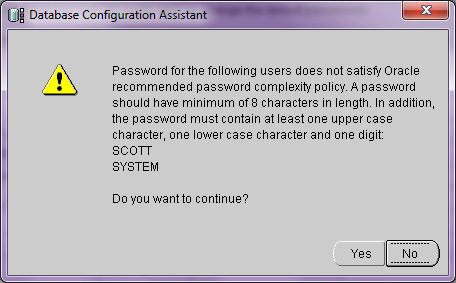 Database Configuration Assistant
Password for the following users does not satisfy Oracle
recommended password complexity policy. A password
should have minimum of 8 characters in length. In addition,
the password must contain at least one upper case
character, one lower case character and one digit:
SCOTT
SYSTEM
Do you want to continue?
Yes No